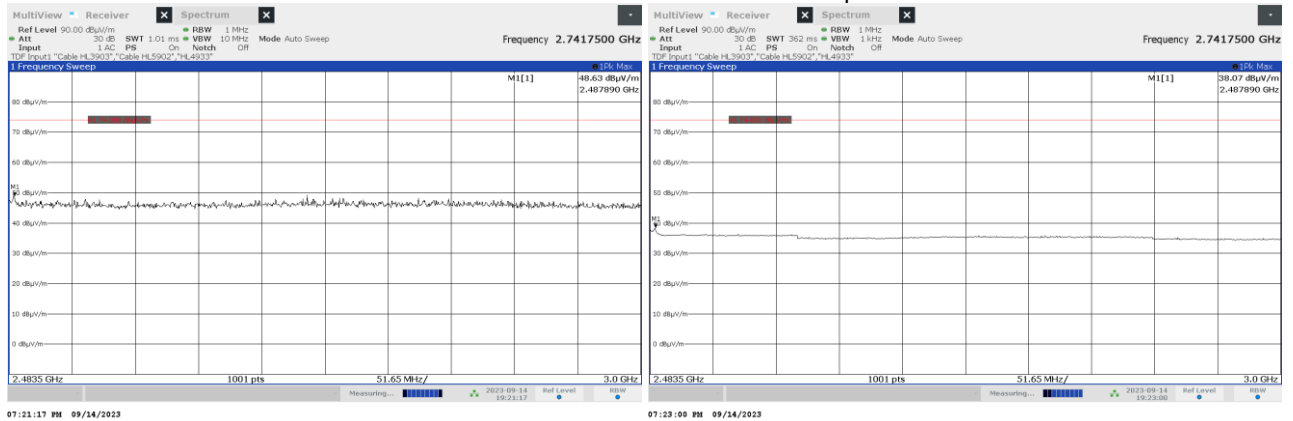 MultiView Receiver X Spectrum X
Ref Level 90.00 dBµV/m RBW 1 MHz
Att 30 dB SWT 1.01 ms VBW 10 MHz Mode Auto Sweep Frequency 2.7417500 GHz
Input 1 AC PS On Notch Off
TDF Input1 "Cable HL3903","Cable HL5902","HL4933"
1 Frequency Sweep 1Pk Max
M1[1] 48.63 dBµV/m
2.487890 GHz
80 dBµV/m
70 dBµV/m
60 dBµV/m
M1
50 dBµV/m
40 dBµV/m
30 dBµV/m
20 dBµV/m
10 dBµV/m
0 dBµV/m
2.4835 GHz 1001 pts 51.65 MHz/ 3.0 GHz
Measuring... 2023-09-14 Ref Level RBW
19:21:17
07:21:17 PM 09/14/2023
MultiView Receiver X Spectrum X
Ref Level 90.00 dBµV/m RBW 1 MHz
Att 30 dB SWT 362 ms VBW 1 kHz Mode Auto Sweep Frequency 2.7417500 GHz
Input 1 AC PS On Notch Off
TDF Input1 "Cable HL3903","Cable HL5902","HL4933"
1 Frequency Sweep 1Pk Max
M1[1] 38.07 dBµV/m
2.487890 GHz
80 dBµV/m
70 dBµV/m
60 dBµV/m
50 dBµV/m
M1
40 dBµV/m
30 dBµV/m
20 dBµV/m
10 dBµV/m
0 dBµV/m
2.4835 GHz 1001 pts 51.65 MHz/ 3.0 GHz
Measuring... 2023-09-14 Ref Level RBW
19:23:00
07:23:00 PM 09/14/2023